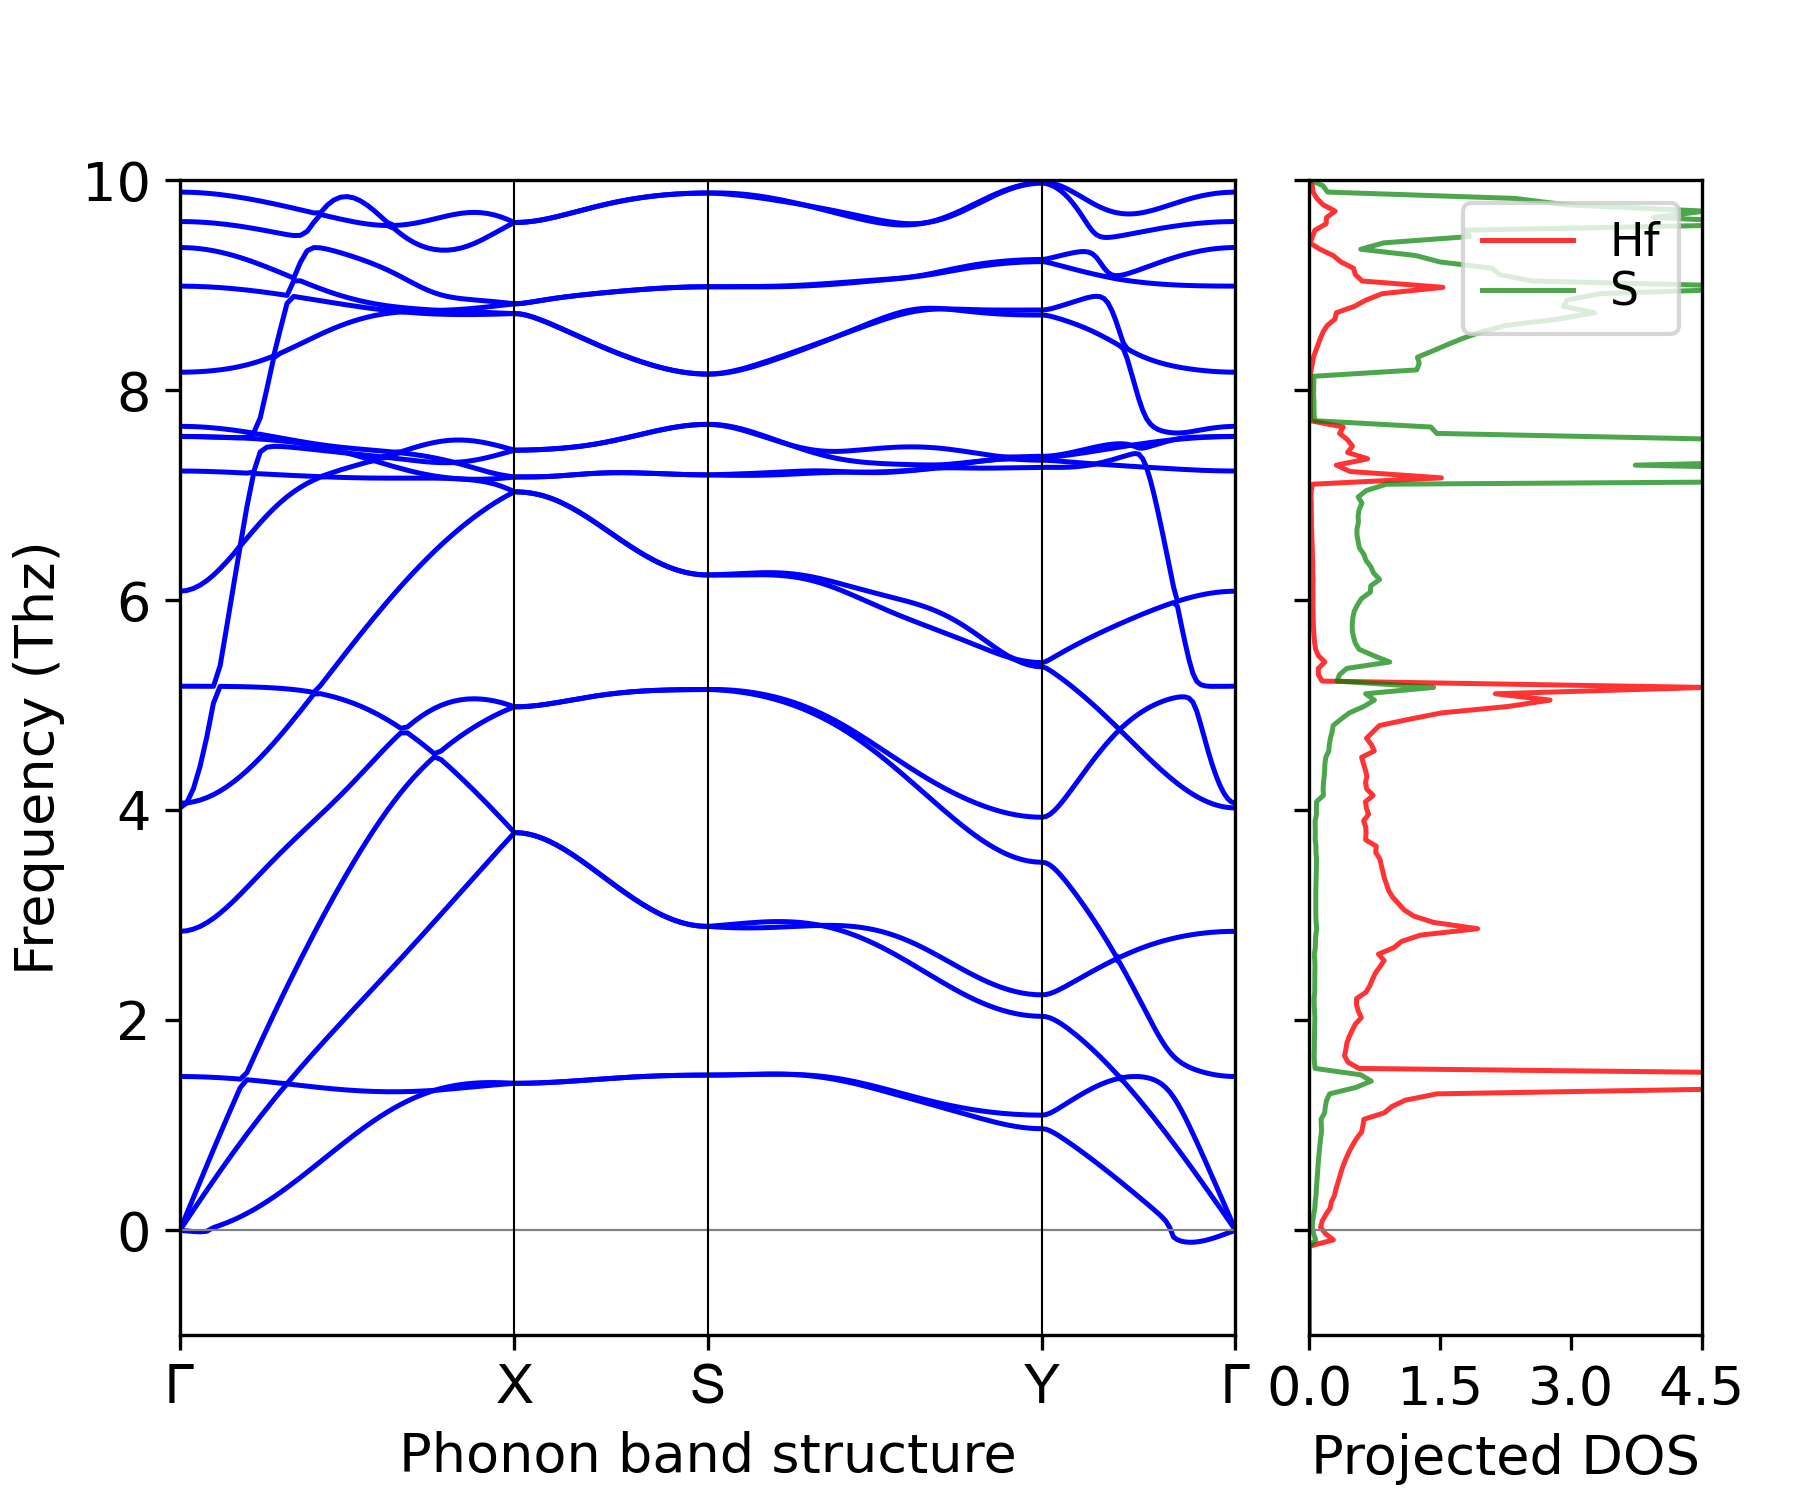 10
8
6
4
2
0
Frequency (Thz)
Γ X S Y Γ
Phonon band structure
Hf
S
0.0 1.5 3.0 4.5
Projected DOS